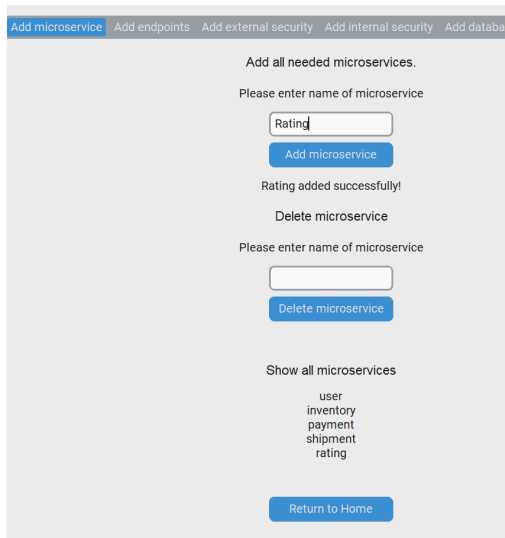 Add microservice Add endpoints Add external security Add internal security Add databa
Add all needed microservices.
Please enter name of microservice
Rating
Add microservice
Rating added successfully!
Delete microservice
Please enter name of microservice
Delete microservice
Show all microservices
user
inventory
payment
shipment
rating
Return to Home